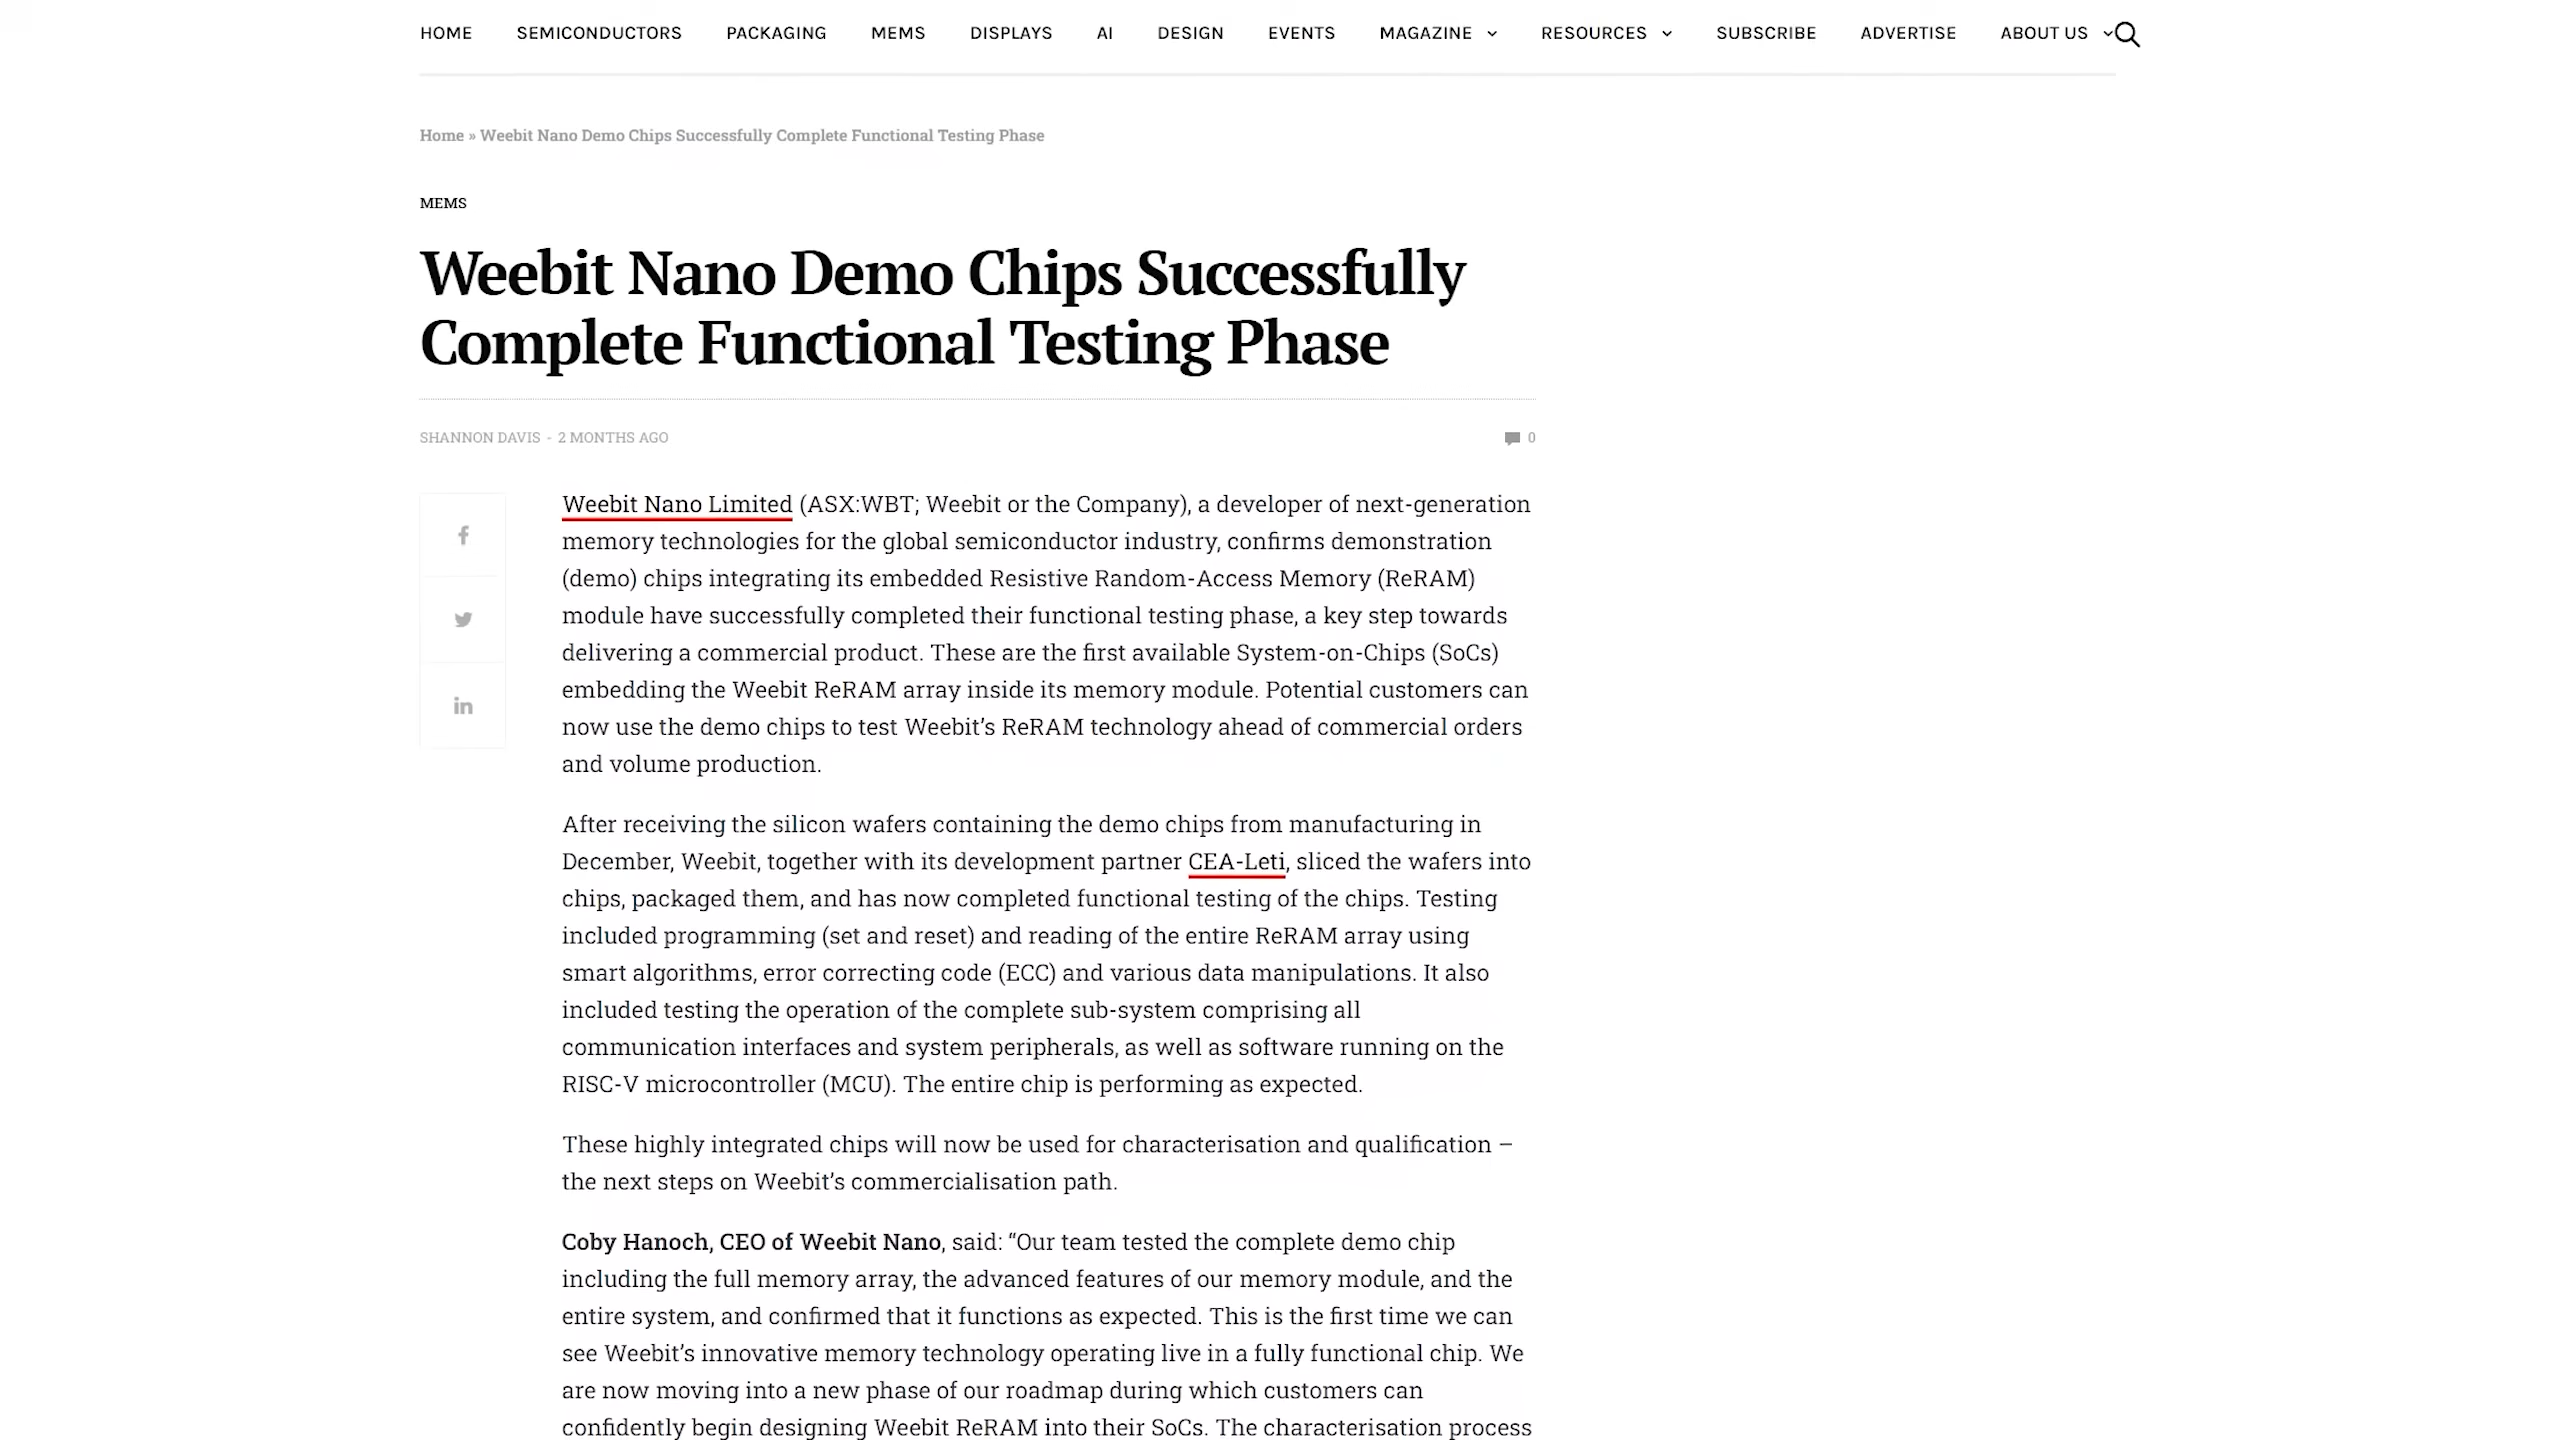 HOME SEMICONDUCTORS PACKAGING MEMS DISPLAYS AI DESIGN EVENTS MAGAZINE RESOURCES SUBSCRIBE ADVERTISE ABOUT US
Home » Weebit Nano Demo Chips Successfully Complete Functional Testing Phase
MEMS
Weebit Nano Demo Chips Successfully
Complete Functional Testing Phase
SHANNON DAVIS - 2 MONTHS AGO 0
Weebit Nano Limited (ASX:WBT; Weebit or the Company), a developer of next-generation
memory technologies for the global semiconductor industry, confirms demonstration
(demo) chips integrating its embedded Resistive Random-Access Memory (ReRAM)
module have successfully completed their functional testing phase, a key step towards
delivering a commercial product. These are the first available System-on-Chips (SoCs)
embedding the Weebit ReRAM array inside its memory module. Potential customers can
now use the demo chips to test Weebit’s ReRAM technology ahead of commercial orders
and volume production.
After receiving the silicon wafers containing the demo chips from manufacturing in
December, Weebit, together with its development partner CEA-Leti, sliced the wafers into
chips, packaged them, and has now completed functional testing of the chips. Testing
included programming (set and reset) and reading of the entire ReRAM array using
smart algorithms, error correcting code (ECC) and various data manipulations. It also
included testing the operation of the complete sub-system comprising all
communication interfaces and system peripherals, as well as software running on the
RISC-V microcontroller (MCU). The entire chip is performing as expected.
These highly integrated chips will now be used for characterisation and qualification –
the next steps on Weebit’s commercialisation path.
Coby Hanoch, CEO of Weebit Nano, said: “Our team tested the complete demo chip
including the full memory array, the advanced features of our memory module, and the
entire system, and confirmed that it functions as expected. This is the first time we can
see Weebit’s innovative memory technology operating live in a fully functional chip. We
are now moving into a new phase of our roadmap during which customers can
confidently begin designing Weebit ReRAM into their SoCs. The characterisation process